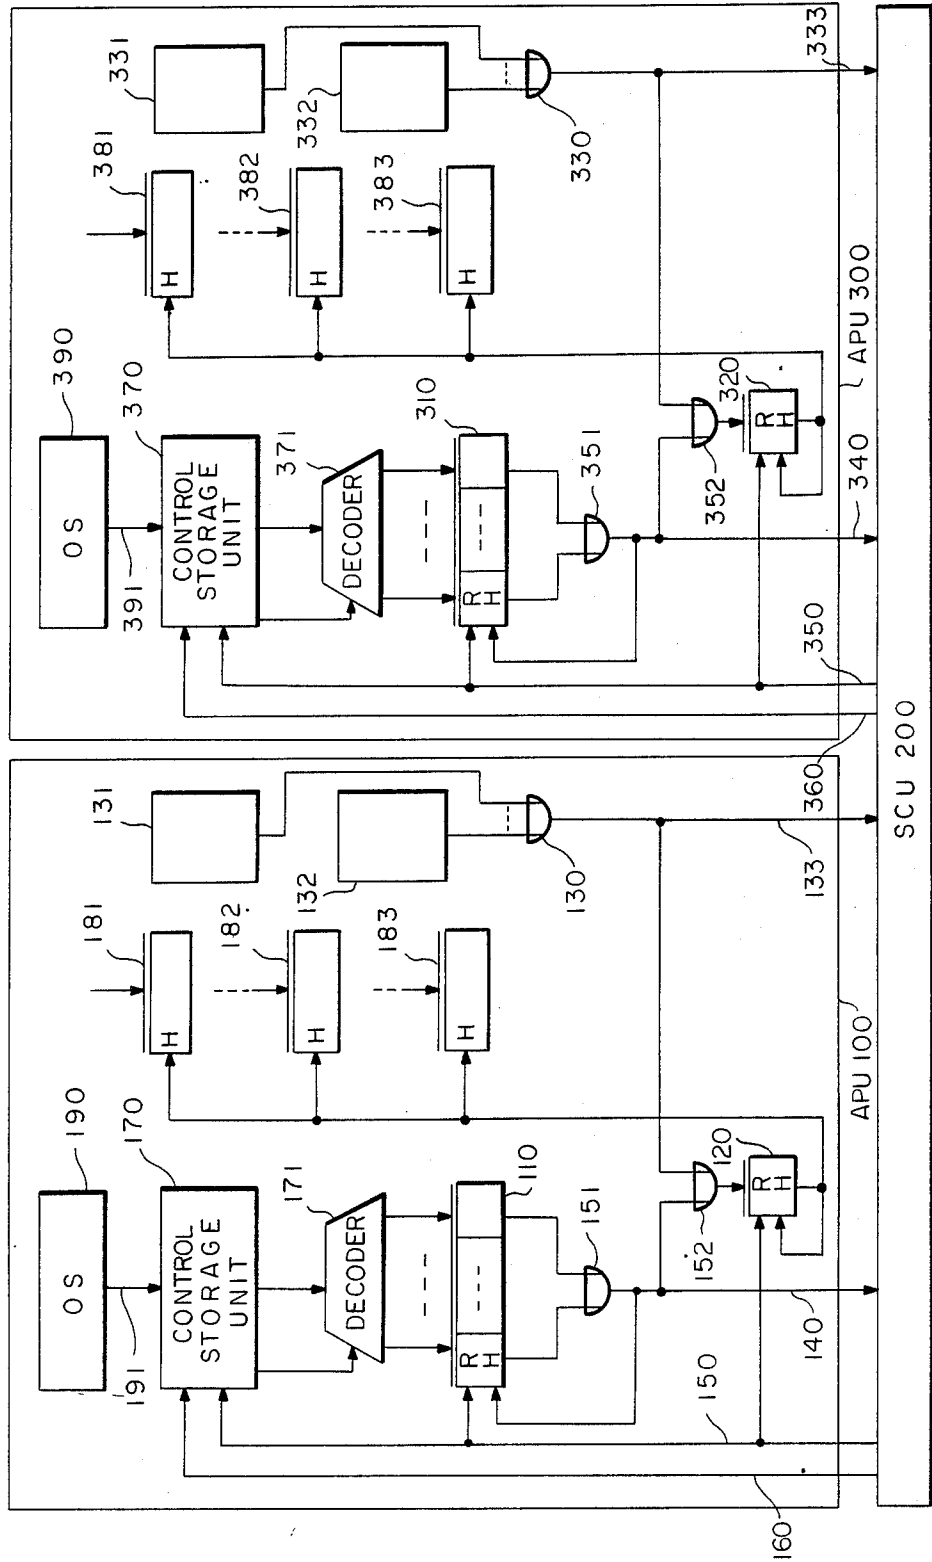 190
OS
191
170
CONTROL
STORAGE
UNIT
171
DECODER
110
R
H
151
152
120
R
H
181
H
182
H
183
H
131
132
130
133
140
150
160
APU 100
390
OS
391
370
CONTROL
STORAGE
UNIT
371
DECODER
310
R
H
351
352
320
R
H
381
H
382
H
383
H
331
332
330
333
340
350
360
APU 300
SCU 200